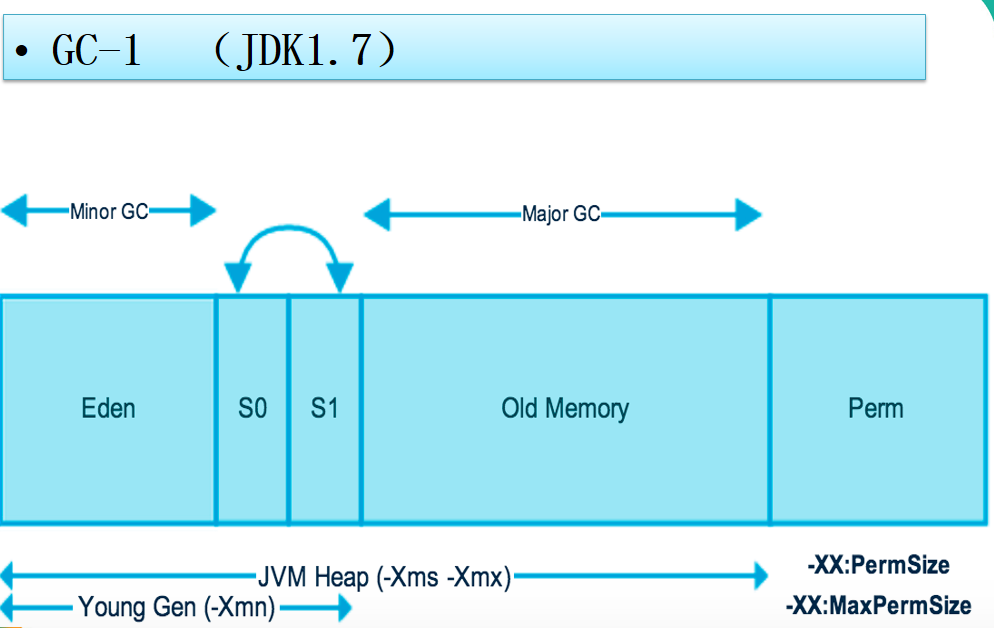 • GC-1 （JDK1.7）
Minor GC
Major GC
Eden
S0
S1
Old Memory
Perm
JVM Heap (-Xms -Xmx)
-XX:PermSize
Young Gen (-Xmn)
-XX:MaxPermSize